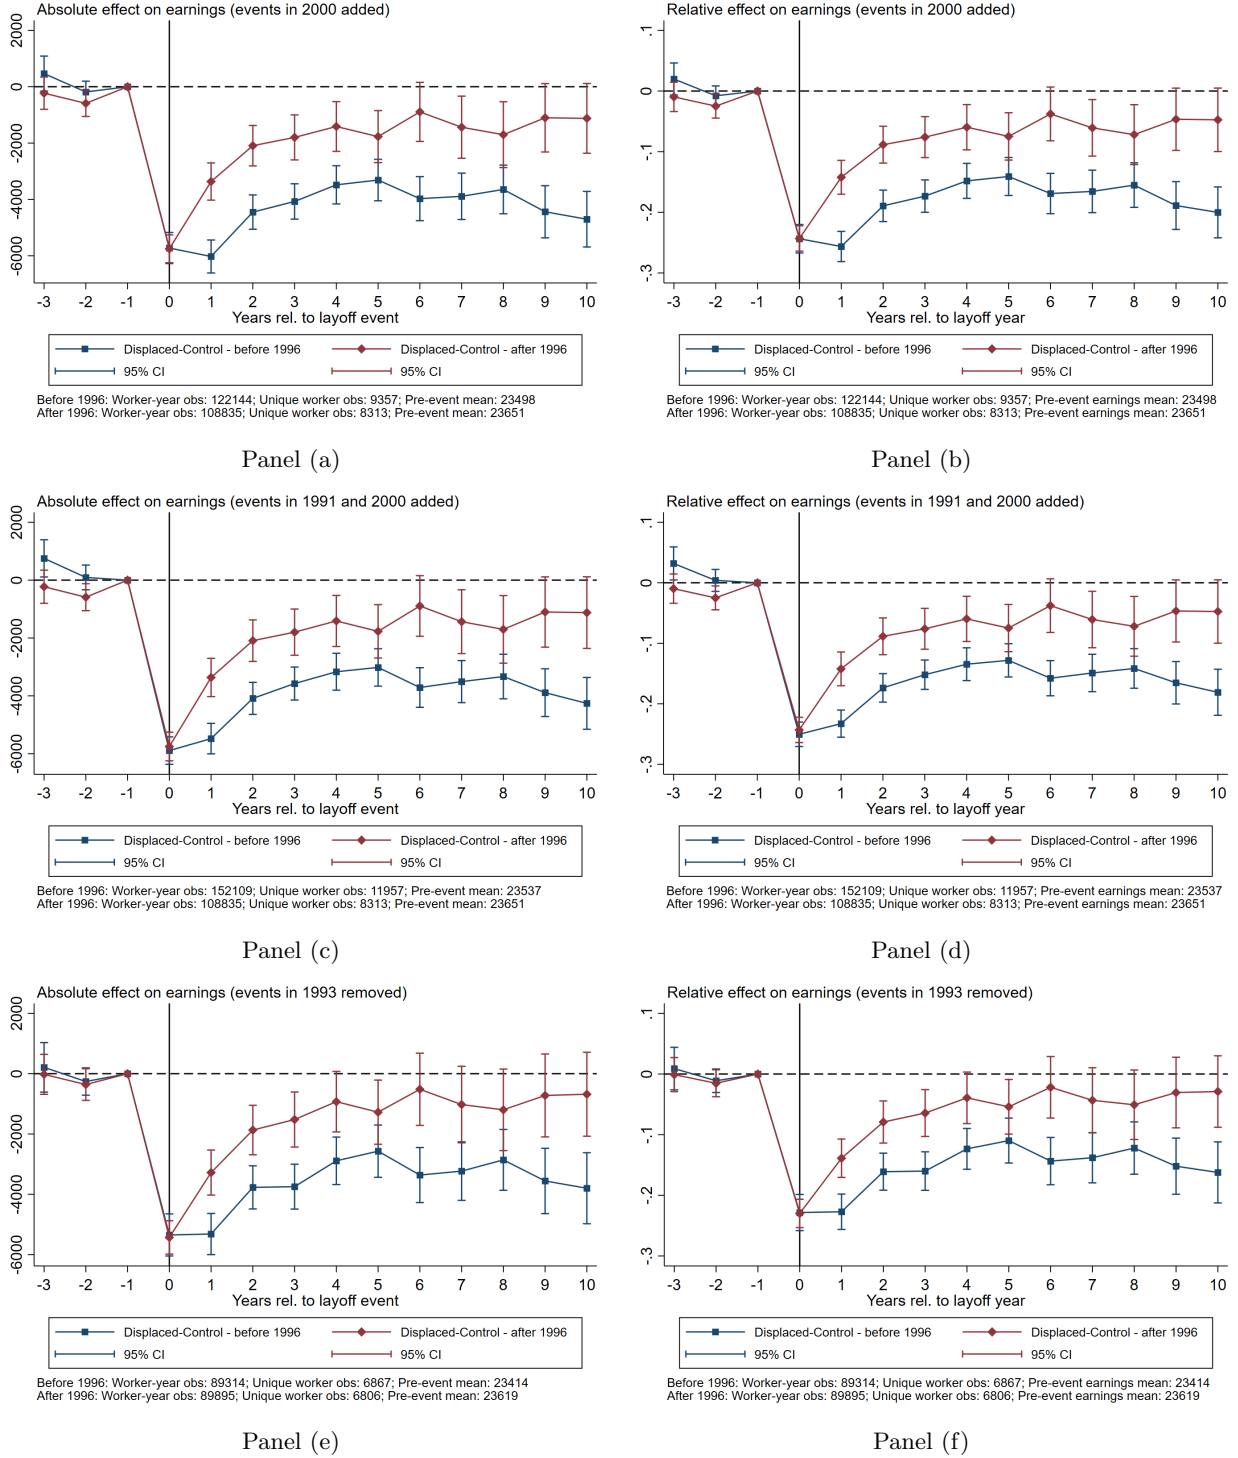 Absolute effect on earnings (events in 2000 added)
2000
0
-2000
-4000
-6000
-3 -2 -1 0 1 2 3 4 5 6 7 8 9 10
Years rel. to layoff event
Displaced-Control - before 1996 Displaced-Control - after 1996
95% CI 95% CI
Before 1996: Worker-year obs: 122144; Unique worker obs: 9357; Pre-event mean: 23498
After 1996: Worker-year obs: 108835; Unique worker obs: 8313; Pre-event mean: 23651
Panel (a)
Relative effect on earnings (events in 2000 added)
.1
0
-.1
-.2
-.3
-3 -2 -1 0 1 2 3 4 5 6 7 8 9 10
Years rel. to layoff year
Displaced-Control - before 1996 Displaced-Control - after 1996
95% CI 95% CI
Before 1996: Worker-year obs: 122144; Unique worker obs: 9357; Pre-event earnings mean: 23498
After 1996: Worker-year obs: 108835; Unique worker obs: 8313; Pre-event earnings mean: 23651
Panel (b)
Absolute effect on earnings (events in 1991 and 2000 added)
2000
0
-2000
-4000
-6000
-3 -2 -1 0 1 2 3 4 5 6 7 8 9 10
Years rel. to layoff event
Displaced-Control - before 1996 Displaced-Control - after 1996
95% CI 95% CI
Before 1996: Worker-year obs: 152109; Unique worker obs: 11957; Pre-event mean: 23537
After 1996: Worker-year obs: 108835; Unique worker obs: 8313; Pre-event mean: 23651
Panel (c)
Relative effect on earnings (events in 1991 and 2000 added)
.1
0
-.1
-.2
-.3
-3 -2 -1 0 1 2 3 4 5 6 7 8 9 10
Years rel. to layoff year
Displaced-Control - before 1996 Displaced-Control - after 1996
95% CI 95% CI
Before 1996: Worker-year obs: 152109; Unique worker obs: 11957; Pre-event earnings mean: 23537
After 1996: Worker-year obs: 108835; Unique worker obs: 8313; Pre-event earnings mean: 23651
Panel (d)
Absolute effect on earnings (events in 1993 removed)
2000
0
-2000
-4000
-6000
-3 -2 -1 0 1 2 3 4 5 6 7 8 9 10
Years rel. to layoff event
Displaced-Control - before 1996 Displaced-Control - after 1996
95% CI 95% CI
Before 1996: Worker-year obs: 89314; Unique worker obs: 6867; Pre-event mean: 23414
After 1996: Worker-year obs: 89895; Unique worker obs: 6806; Pre-event mean: 23619
Panel (e)
Relative effect on earnings (events in 1993 removed)
.1
0
-.1
-.2
-.3
-3 -2 -1 0 1 2 3 4 5 6 7 8 9 10
Years rel. to layoff year
Displaced-Control - before 1996 Displaced-Control - after 1996
95% CI 95% CI
Before 1996: Worker-year obs: 89314; Unique worker obs: 6867; Pre-event earnings mean: 23414
After 1996: Worker-year obs: 89895; Unique worker obs: 6806; Pre-event earnings mean: 23619
Panel (f)